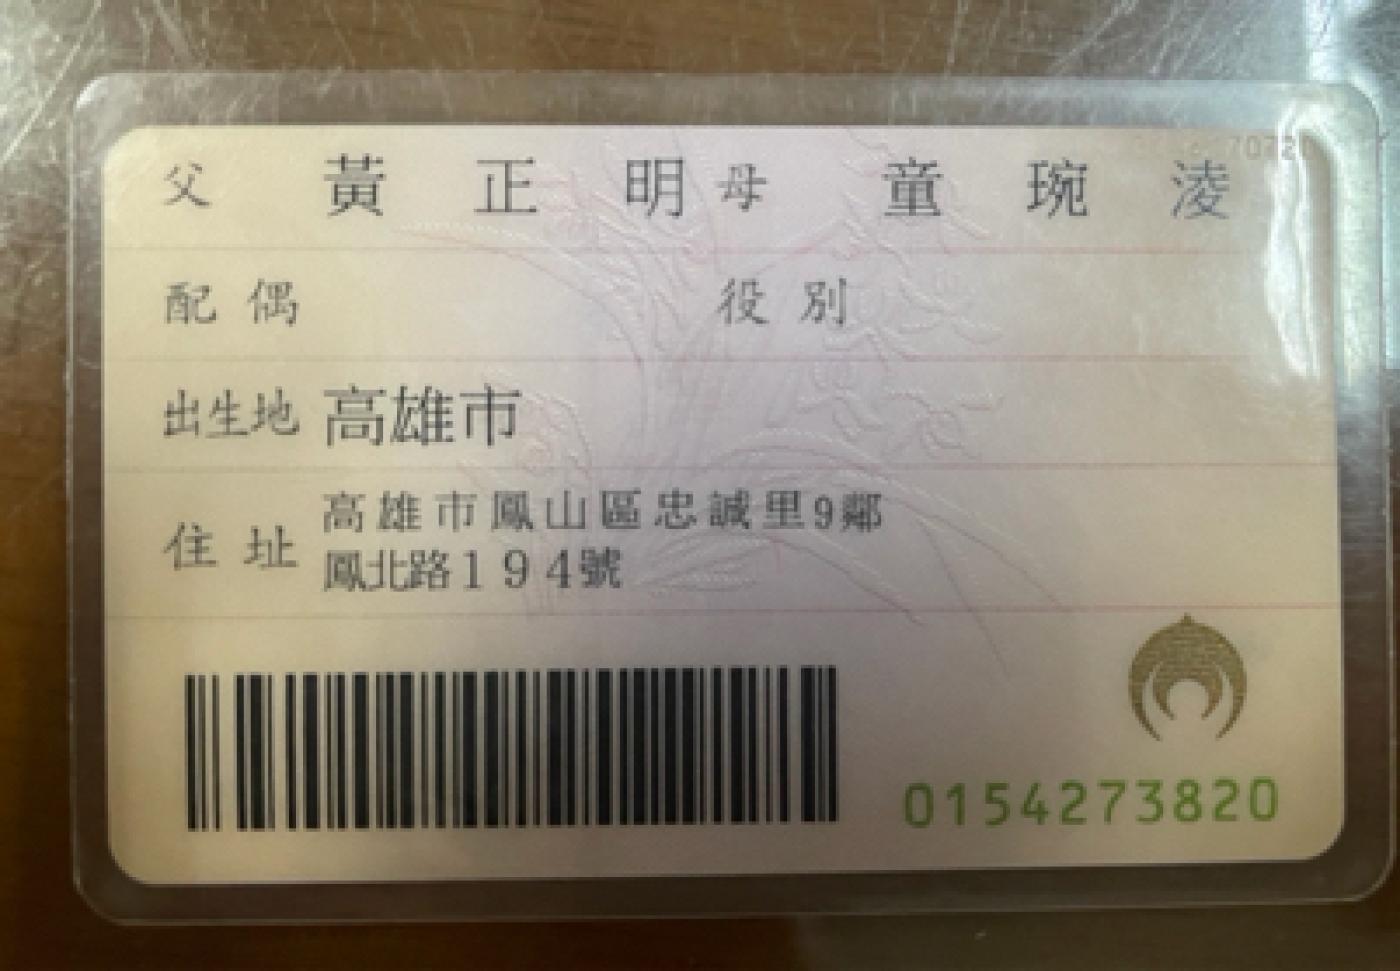 父 黃正明 母 童琬淩
配偶 役別
出生地 高雄市
住址 高雄市鳳山區忠誠里9鄰
鳳北路194號
0154273820